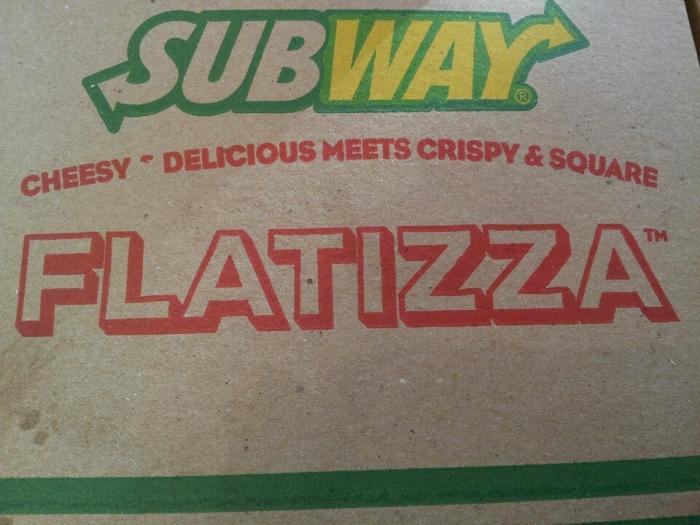 SUBWAY®
CHEESY DELICIOUS MEETS CRISPY & SQUARE
FLATIZZA™